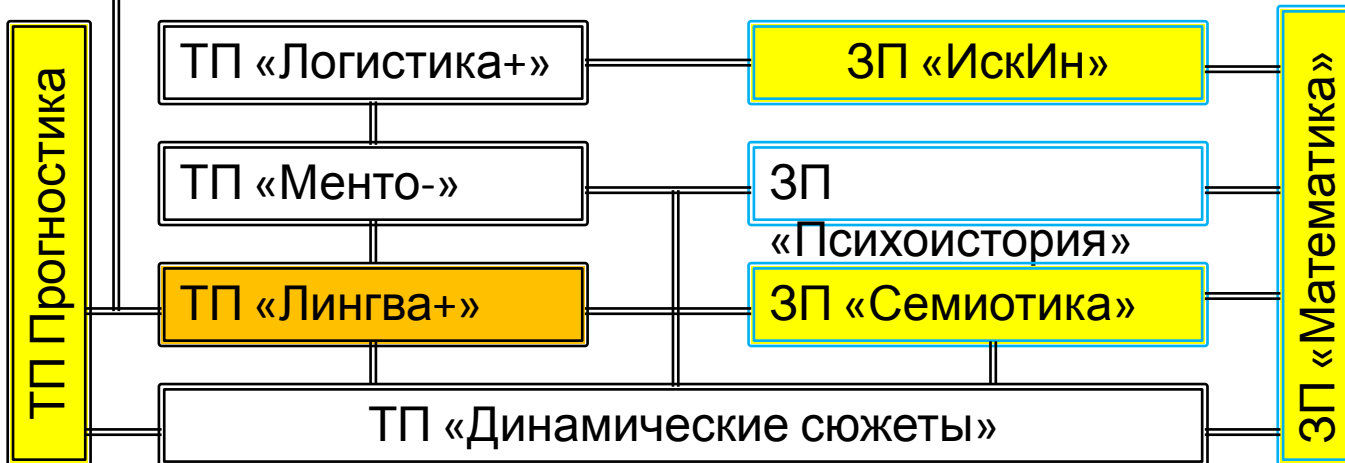 ТП Прогностика
ТП «Логистика+»
ЗП «ИскИн»
ТП «Менто-»
ЗП
«Психоистория»
ТП «Лингва+»
ЗП «Семиотика»
ТП «Динамические сюжеты»
ЗП «Математика»